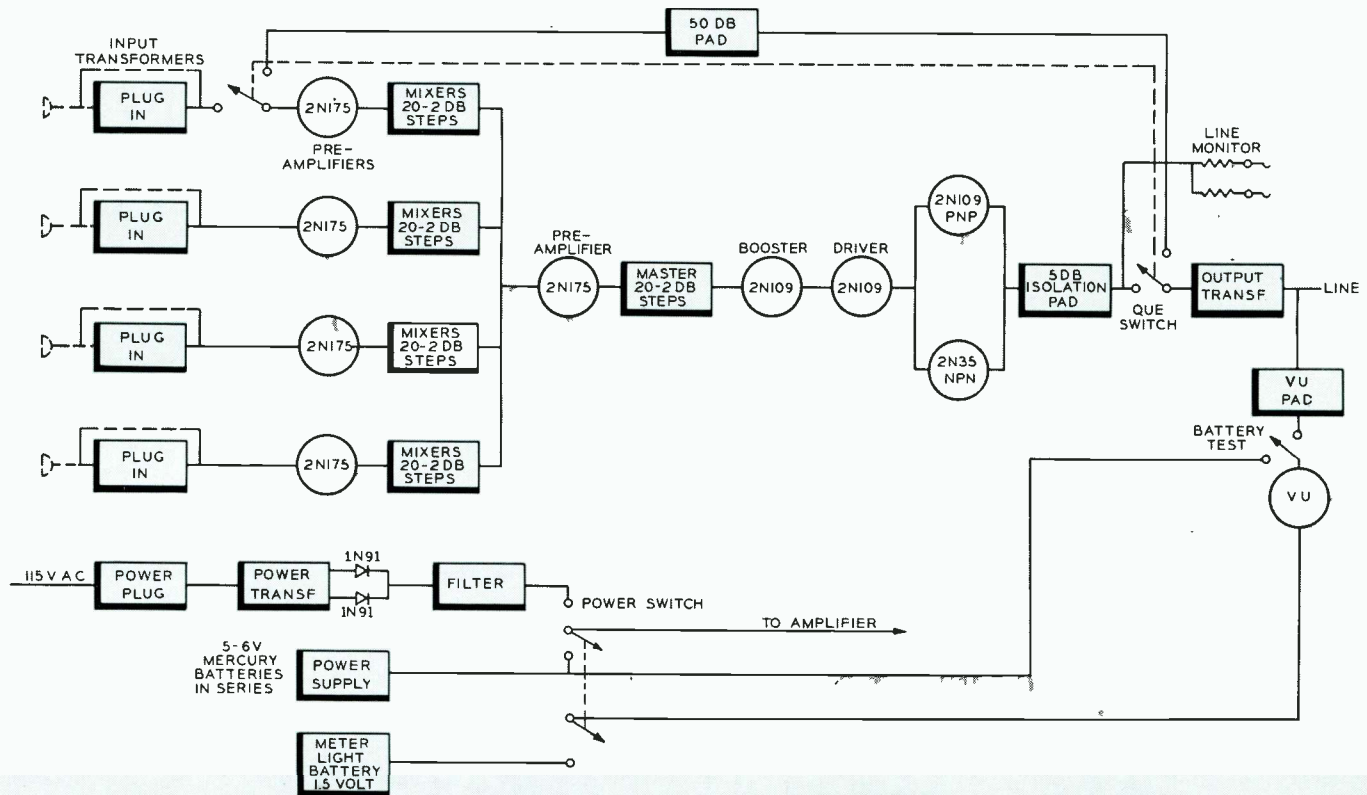 50 DB
PAD
INPUT
TRANSFORMERS
PLUG
IN
2N175
MIXERS
20-2 DB
STEPS
PRE-
AMPLIFIERS
LINE
MONITOR
PLUG
IN
2N175
MIXERS
20-2 DB
STEPS
2N109
PNP
PRE-
AMPLIFIER
2N175
MASTER
20-2 DB
STEPS
BOOSTER
2N109
DRIVER
2N109
5DB
ISOLATION
PAD
QUE
SWITCH
OUTPUT
TRANSF.
LINE
PLUG
IN
2N175
MIXERS
20-2 DB
STEPS
2N35
NPN
VU
PAD
BATTERY
TEST
PLUG
IN
2N175
MIXERS
20-2 DB
STEPS
VU
115V AC
POWER
PLUG
POWER
TRANSF
1N91
1N91
FILTER
POWER SWITCH
TO AMPLIFIER
5-6V
MERCURY
BATTERIES
IN SERIES
POWER
SUPPLY
METER
LIGHT
BATTERY
1.5 VOLT